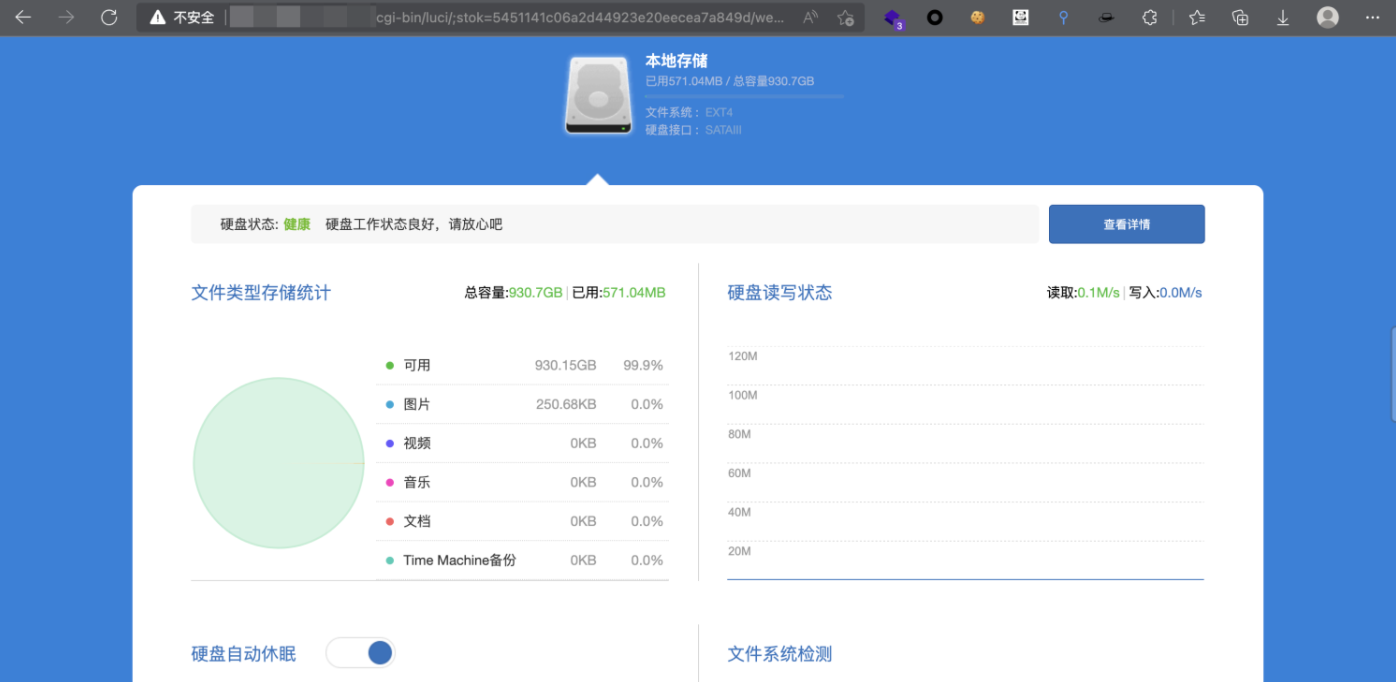 不安全
cgi-bin/luci/;stok=5451141c06a2d44923e20eecea7a849d/we...
3
本地存储
已用571.04MB / 总容量930.7GB
文件系统： EXT4
硬盘接口： SATAIII
硬盘状态: 健康 硬盘工作状态良好，请放心吧
查看详情
文件类型存储统计
总容量:930.7GB | 已用:571.04MB
可用 930.15GB 99.9%
图片 250.68KB 0.0%
视频 0KB 0.0%
音乐 0KB 0.0%
文档 0KB 0.0%
Time Machine备份 0KB 0.0%
硬盘读写状态
读取:0.1M/s | 写入:0.0M/s
120M
100M
80M
60M
40M
20M
硬盘自动休眠
文件系统检测